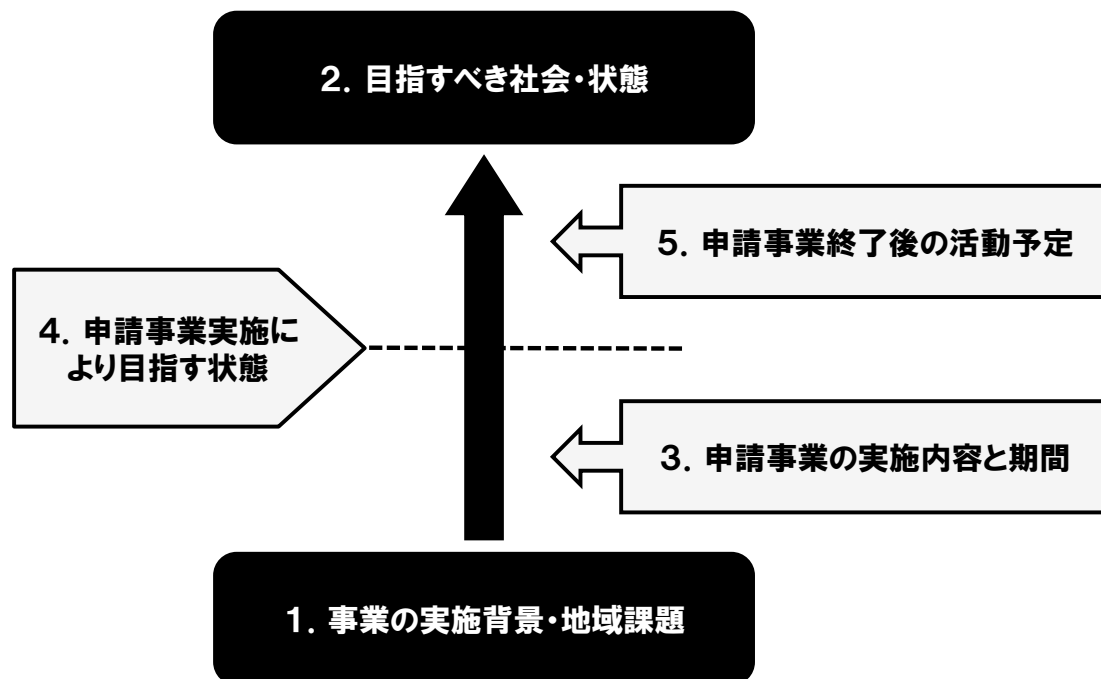 2. 目指すべき社会・状態
5. 申請事業終了後の活動予定
4. 申請事業実施に
より目指す状態
3. 申請事業の実施内容と期間
1. 事業の実施背景・地域課題